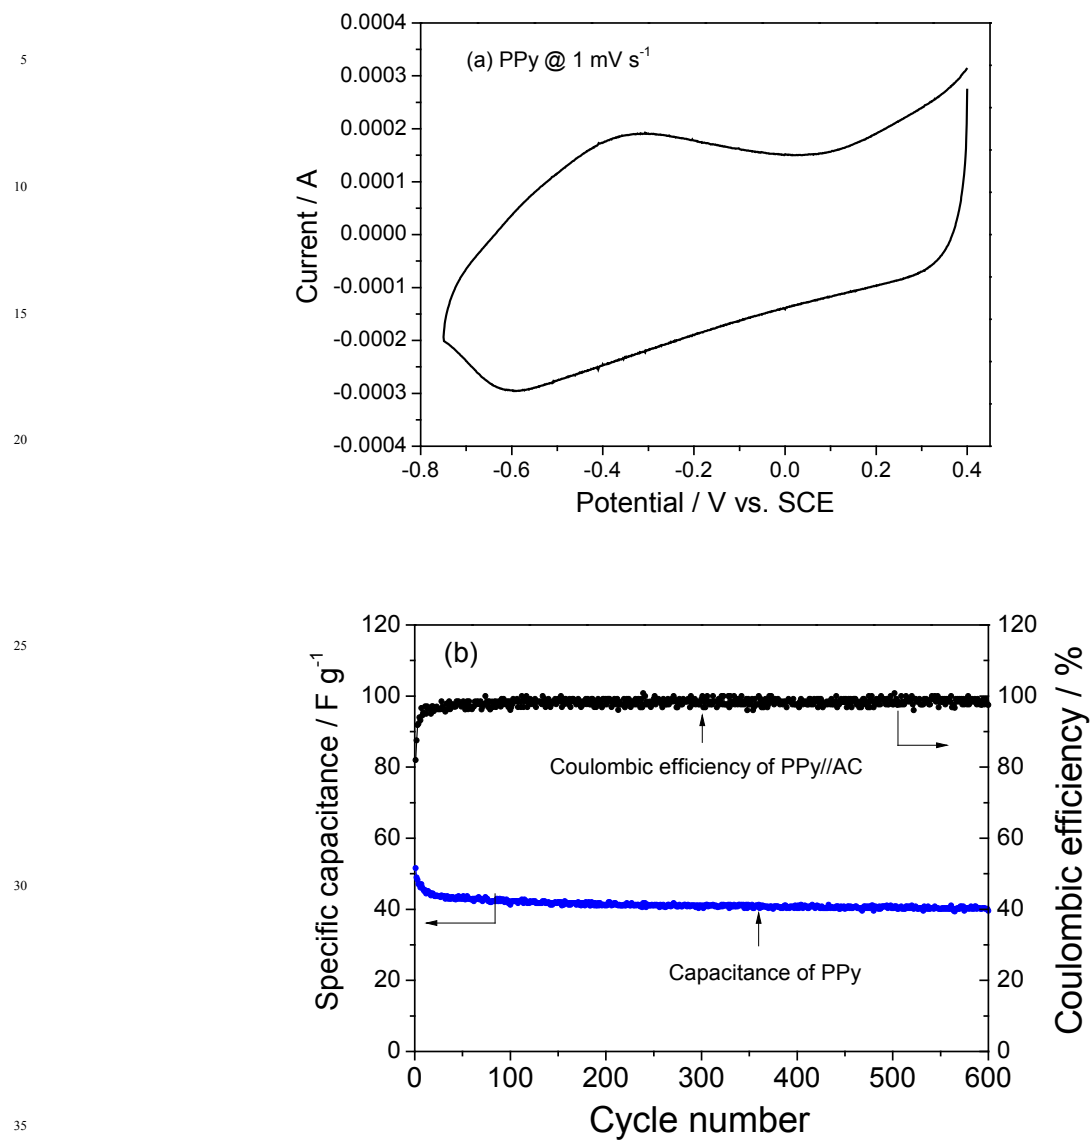 0.0004
(a) PPy @ 1 mV s⁻¹
5
0.0003
0.0002
10
0.0001
Current / A
0.0000
-0.0001
15
-0.0002
-0.0003
20
-0.0004
-0.8 -0.6 -0.4 -0.2 0.0 0.2 0.4
Potential / V vs. SCE
120 120
25
(b)
100 100
Coulombic efficiency of PPy//AC
80 80
Specific capacitance / F g⁻¹
Coulombic efficiency / %
60 60
30
40 40
Capacitance of PPy
20 20
0 0
0 100 200 300 400 500 600
Cycle number
35